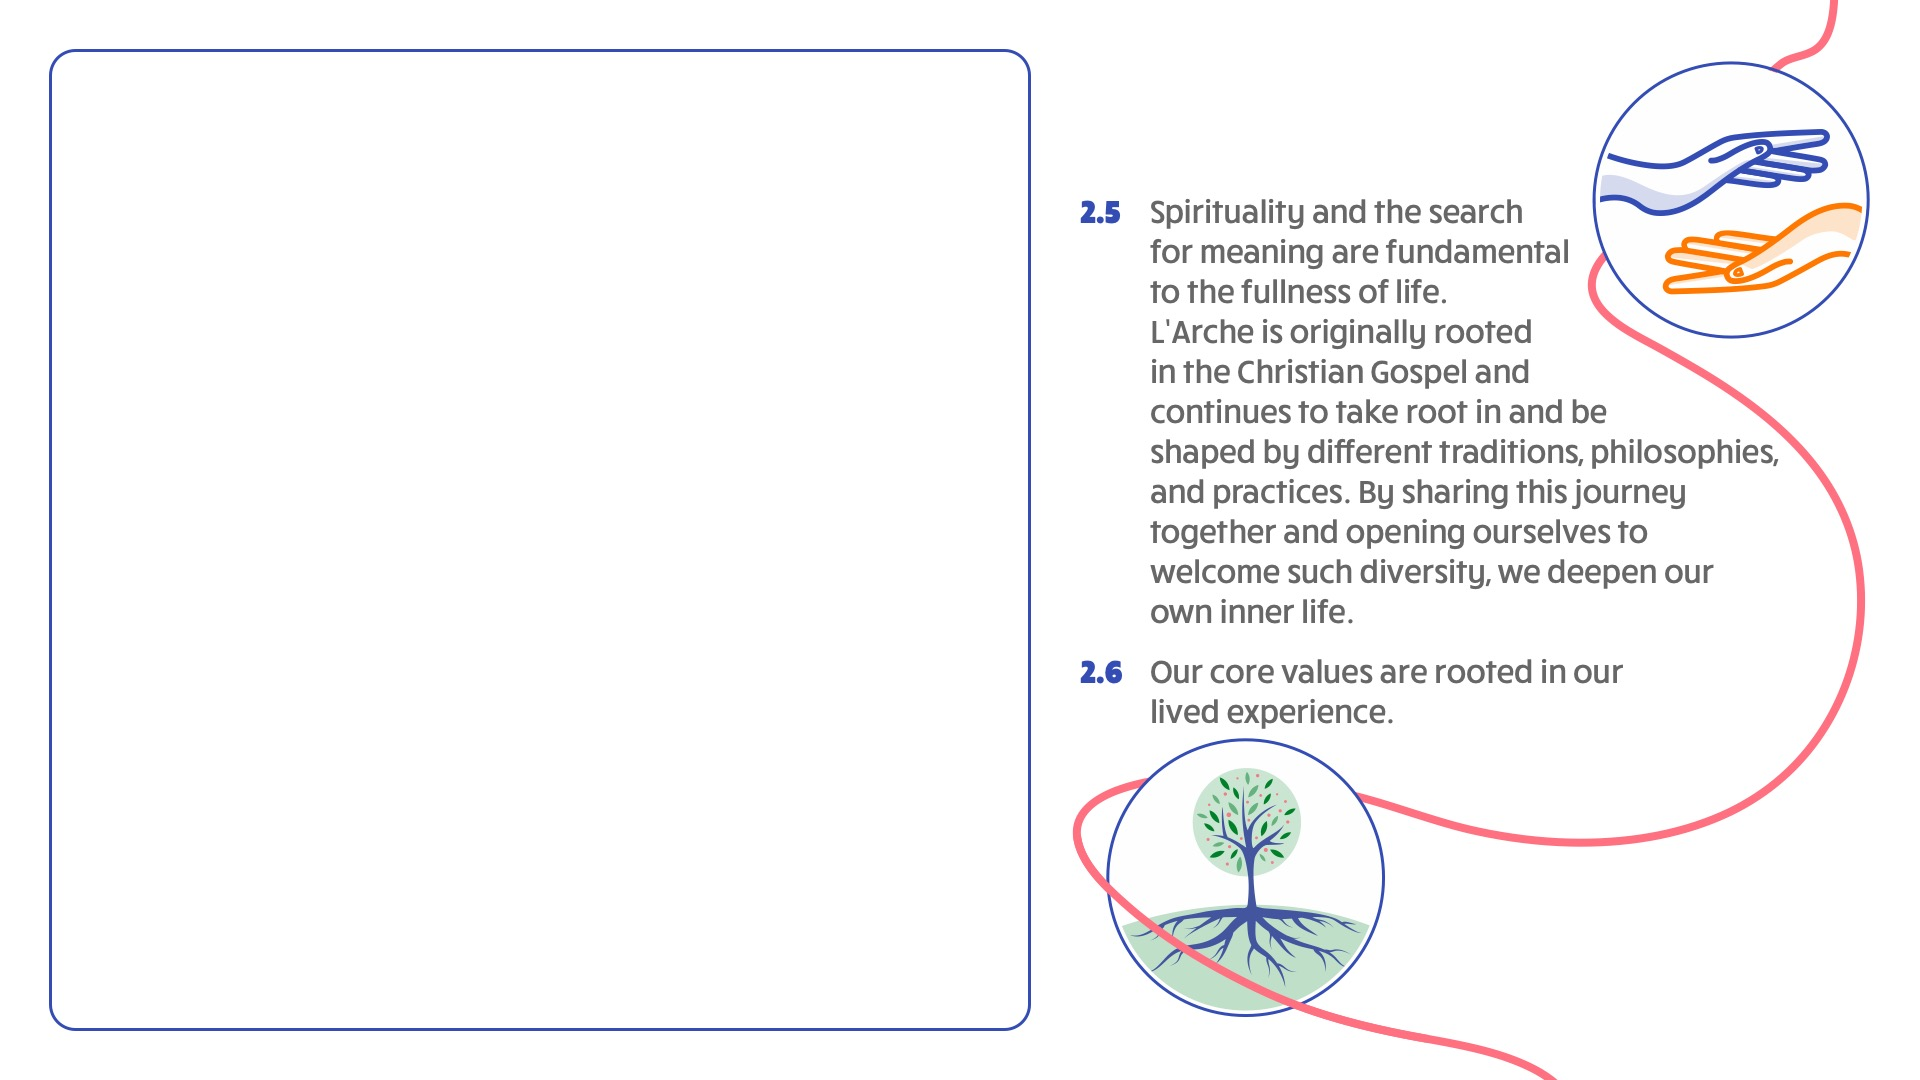 2.5 Spirituality and the search
for meaning are fundamental
to the fullness of life.
L'Arche is originally rooted
in the Christian Gospel and
continues to take root in and be
shaped by different traditions, philosophies,
and practices. By sharing this journey
together and opening ourselves to
welcome such diversity, we deepen our
own inner life.
2.6 Our core values are rooted in our
lived experience.